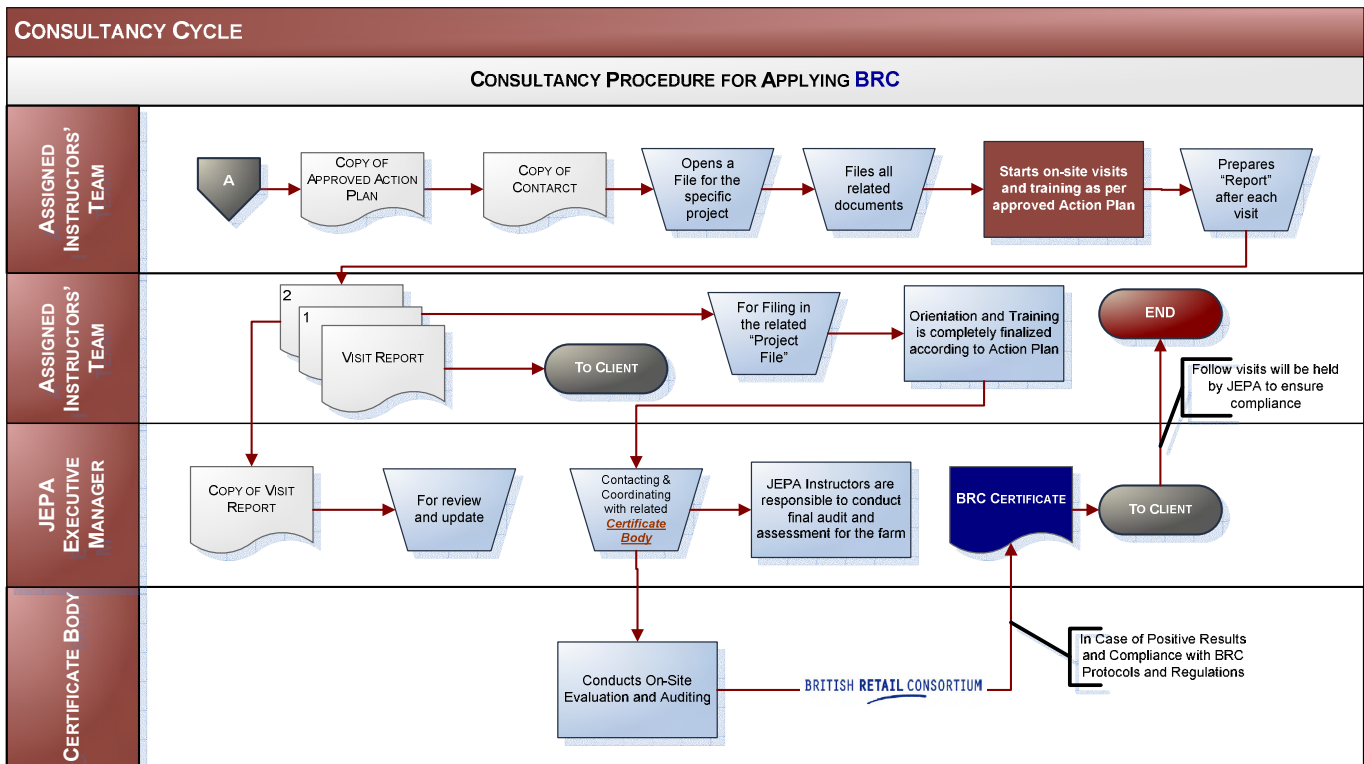 CONSULTANCY CYCLE
CONSULTANCY PROCEDURE FOR APPLYING BRC
ASSIGNED
INSTRUCTORS'
TEAM
A
COPY OF
APPROVED ACTION
PLAN
COPY OF
CONTARCT
Opens a
File for the
specific
project
Files all
related
documents
Starts on-site visits
and training as per
approved Action Plan
Prepares
“Report”
after each
visit
ASSIGNED
INSTRUCTORS'
TEAM
2
1
VISIT REPORT
TO CLIENT
For Filing in
the related
“Project
File”
Orientation and Training
is completely finalized
according to Action Plan
END
Follow visits will be held
by JEPA to ensure
compliance
JEPA
EXECUTIVE
MANAGER
COPY OF VISIT
REPORT
For review
and update
Contacting &
Coordinating
with related
Certificate
Body
JEPA Instructors are
responsible to conduct
final audit and
assessment for the farm
BRC CERTIFICATE
TO CLIENT
CERTIFICATE BODY
Conducts On-Site
Evaluation and Auditing
BRITISH RETAIL CONSORTIUM
In Case of Positive Results
and Compliance with BRC
Protocols and Regulations